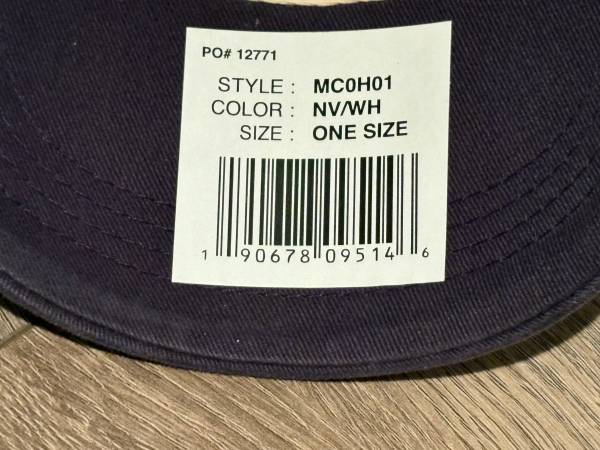 PO# 12771
STYLE : MC0H01
COLOR : NV/WH
SIZE : ONE SIZE
1 90678 09514 6